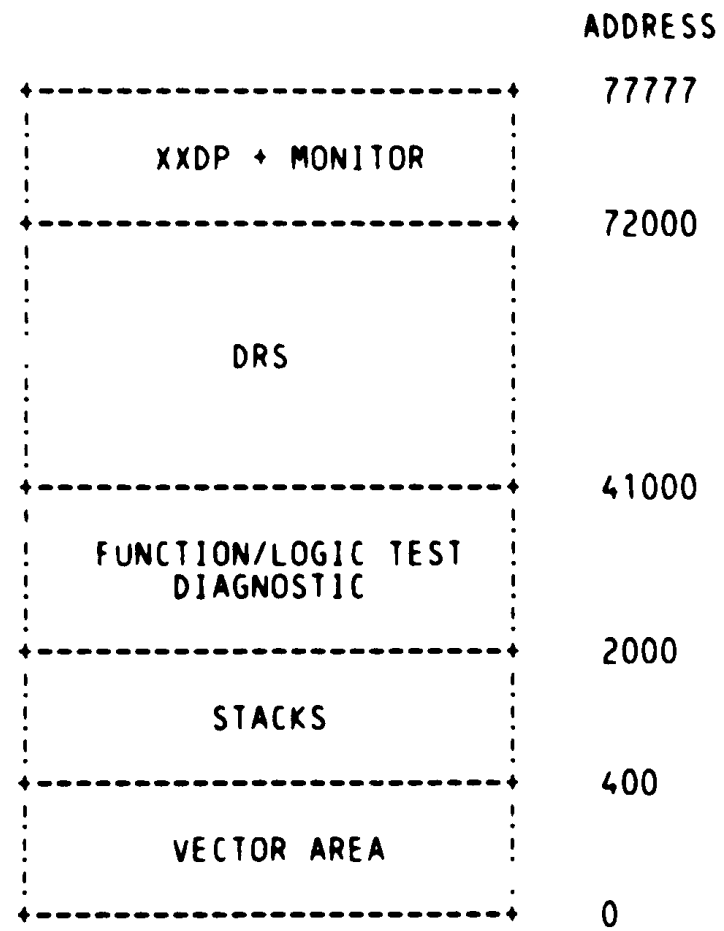 ADDRESS
77777
XXDP + MONITOR
72000
DRS
41000
FUNCTION/LOGIC TEST
DIAGNOSTIC
2000
STACKS
400
VECTOR AREA
0